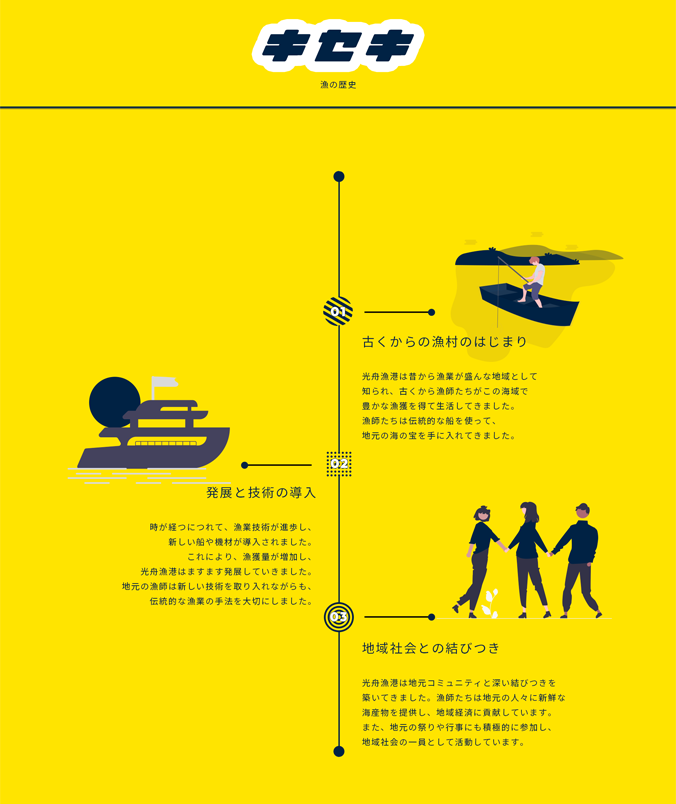 キセキ
漁の歴史
01
古くからの漁村のはじまり
光舟漁港は昔から漁業が盛んな地域として
知られ、古くから漁師たちがこの海域で
豊かな漁獲を得て生活してきました。
漁師たちは伝統的な船を使って、
地元の海の宝を手に入れてきました。
02
発展と技術の導入
時が経つにつれて、漁業技術が進歩し、
新しい船や機材が導入されました。
これにより、漁獲量が増加し、
光舟漁港はますます発展していきました。
地元の漁師は新しい技術を取り入れながらも、
伝統的な漁業の手法を大切にしました。
03
地域社会との結びつき
光舟漁港は地元コミュニティと深い結びつきを
築いてきました。漁師たちは地元の人々に新鮮な
海産物を提供し、地域経済に貢献しています。
また、地元の祭りや行事にも積極的に参加し、
地域社会の一員として活動しています。